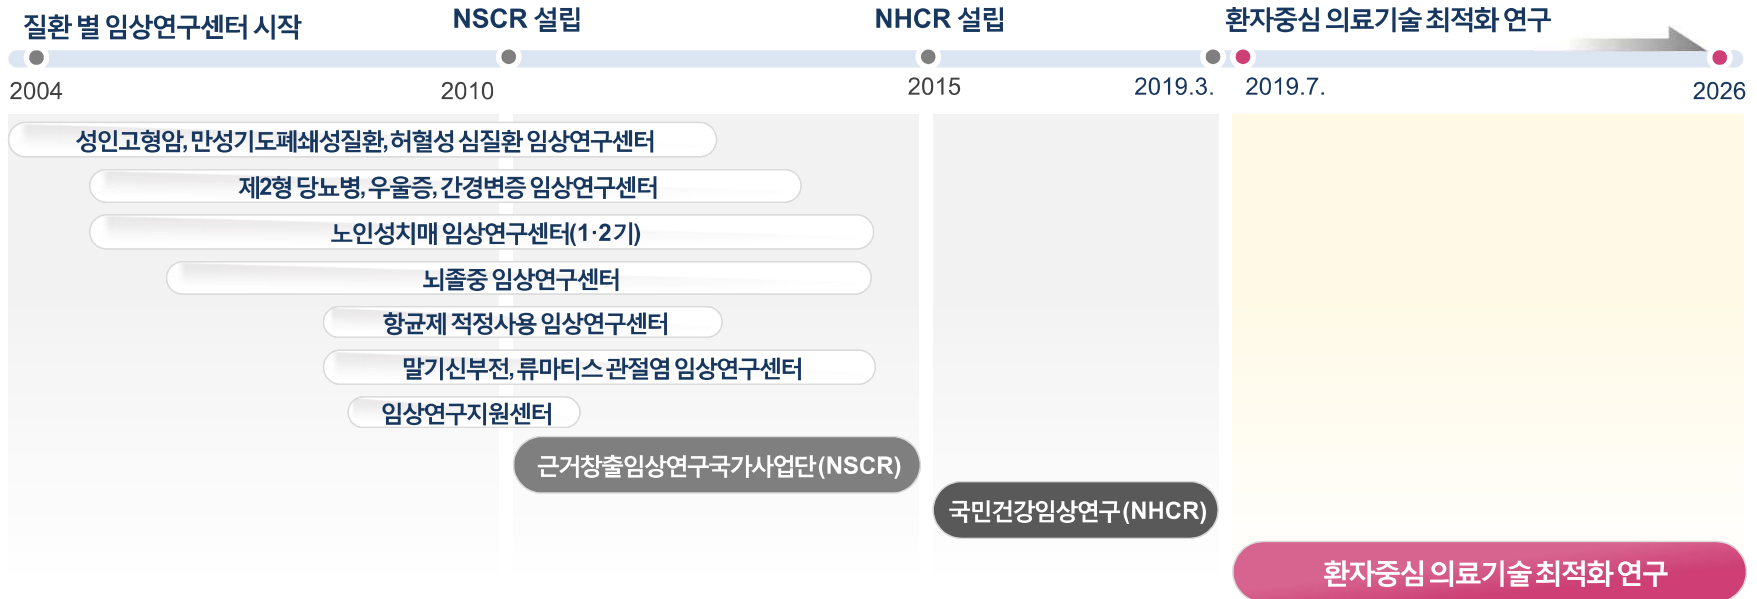 질환 별 임상연구센터 시작
NSCR 설립
NHCR 설립
환자중심 의료기술 최적화 연구
2004
2010
2015
2019.3.
2019.7.
2026
성인고형암, 만성기도폐쇄성질환, 허혈성 심질환 임상연구센터
제2형 당뇨병, 우울증, 간경변증 임상연구센터
노인성치매 임상연구센터(1·2기)
뇌졸중 임상연구센터
항균제 적정사용 임상연구센터
말기신부전, 류마티스 관절염 임상연구센터
임상연구지원센터
근거창출임상연구국가사업단(NSCR)
국민건강임상연구(NHCR)
환자중심 의료기술 최적화 연구